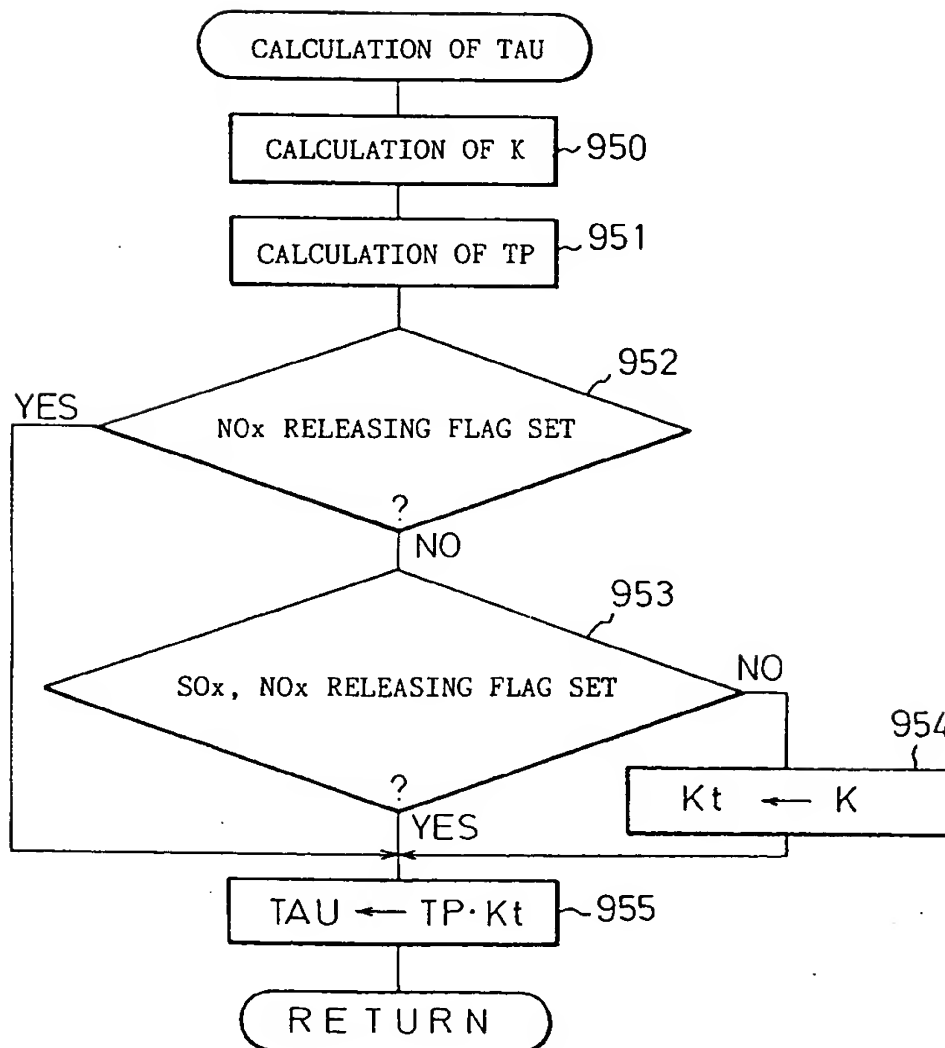 CALCULATION OF TAU
CALCULATION OF K
950
CALCULATION OF TP
951
952
YES
NOx RELEASING FLAG SET
?
NO
953
SOx, NOx RELEASING FLAG SET
NO
?
954
Kt ← K
YES
TAU ← TP·Kt
955
RETURN